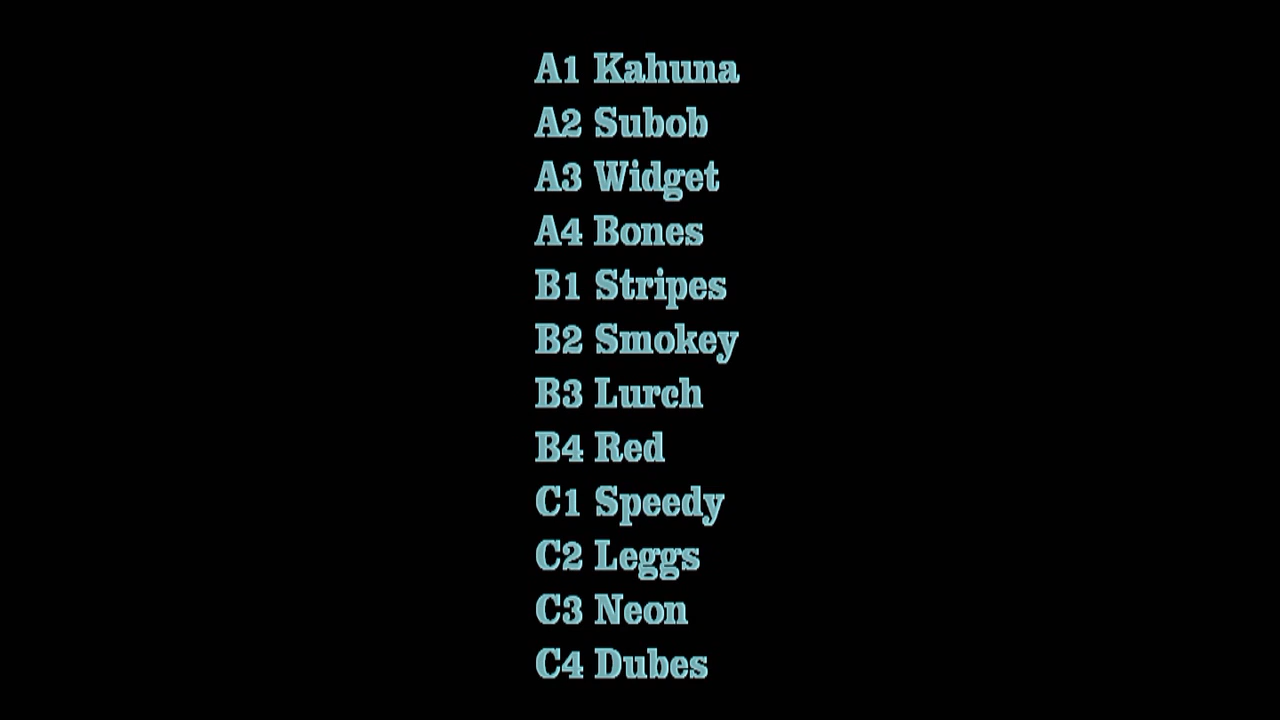 A1 Kahuna
A2 Subob
A3 Widget
A4 Bones
B1 Stripes
B2 Smokey
B3 Lurch
B4 Red
C1 Speedy
C2 Leggs
C3 Neon
C4 Dubes